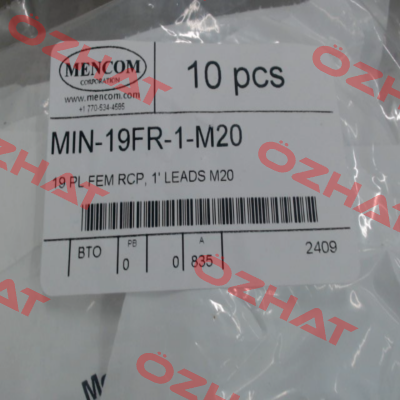 MENCOM
CORPORATION
www.mencom.com
+1 770-534-4585
10 pcs
MIN-19FR-1-M20
19 PL FEM RCP, 1' LEADS M20
BTO
PB
0
0
A
835
2409
ÖZHAT
ÖZHAT
ÖZHAT
ÖZHAT
ÖZHAT